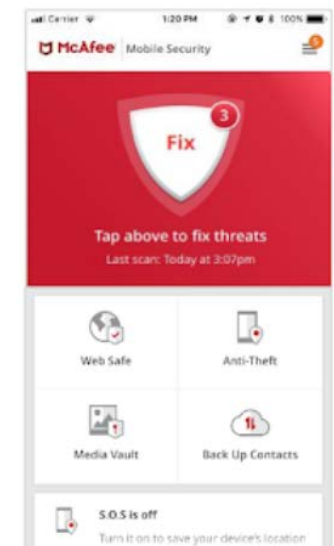 Carrier 1:20 PM 100%
McAfee Mobile Security
5
3
Fix
Tap above to fix threats
Last scan: Today at 3:07pm
Web Safe Anti-Theft
Media Vault Back Up Contacts
S.O.S is off
Turn it on to save your device's location